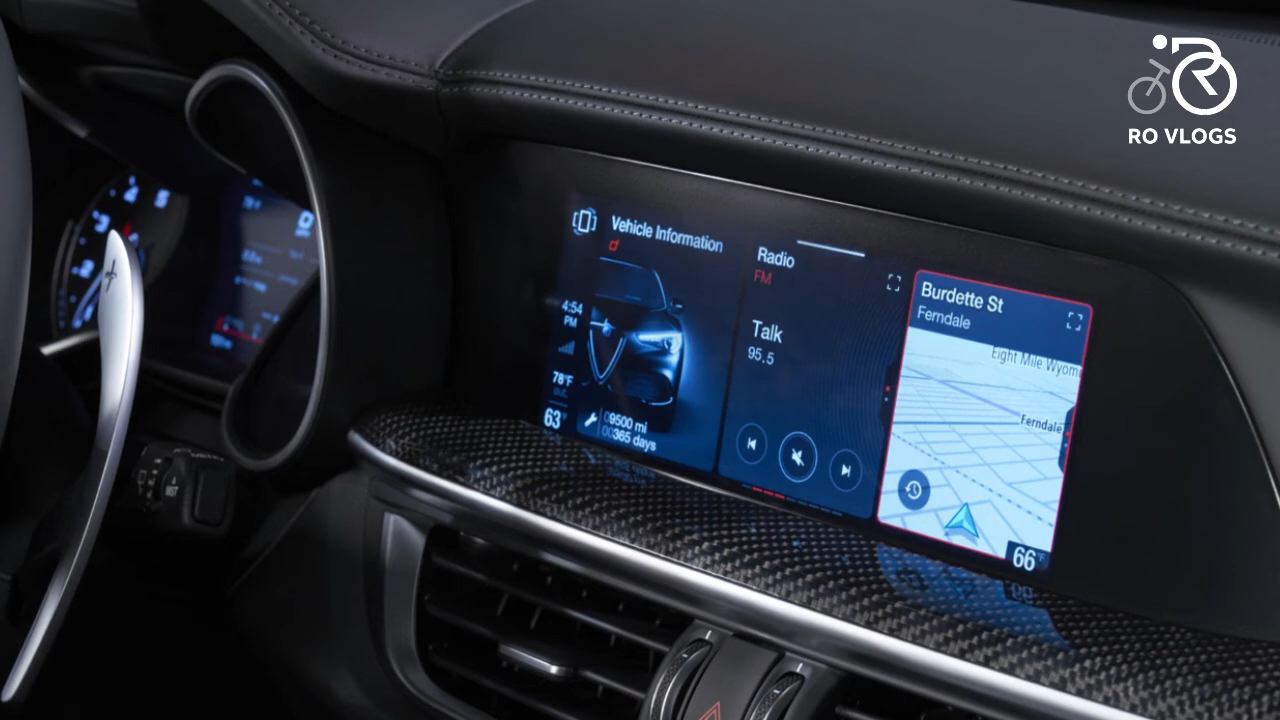 RO VLOGS
Vehicle Information
4:54
PM
78°F
63°
09500 mi
00365 days
Radio
FM
Talk
95.5
Burdette St
Ferndale
Eight Mile Wyom
Ferndale
66°F